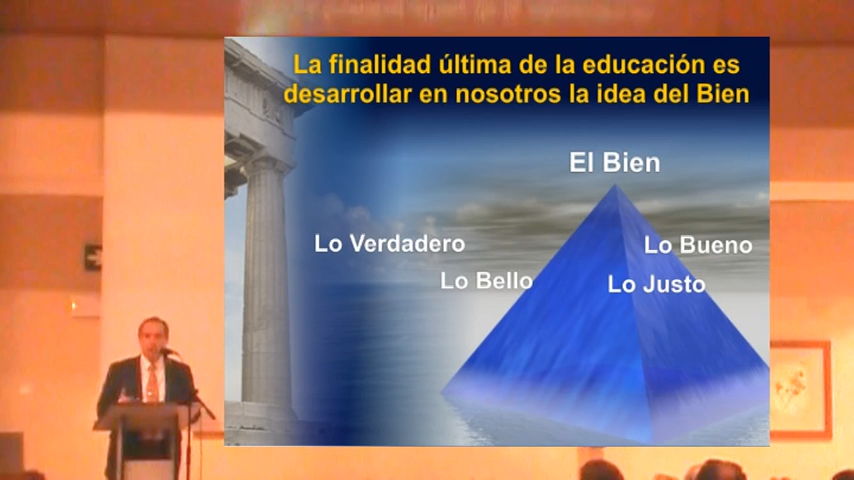 La finalidad última de la educación es
desarrollar en nosotros la idea del Bien
El Bien
Lo Verdadero
Lo Bueno
Lo Bello
Lo Justo